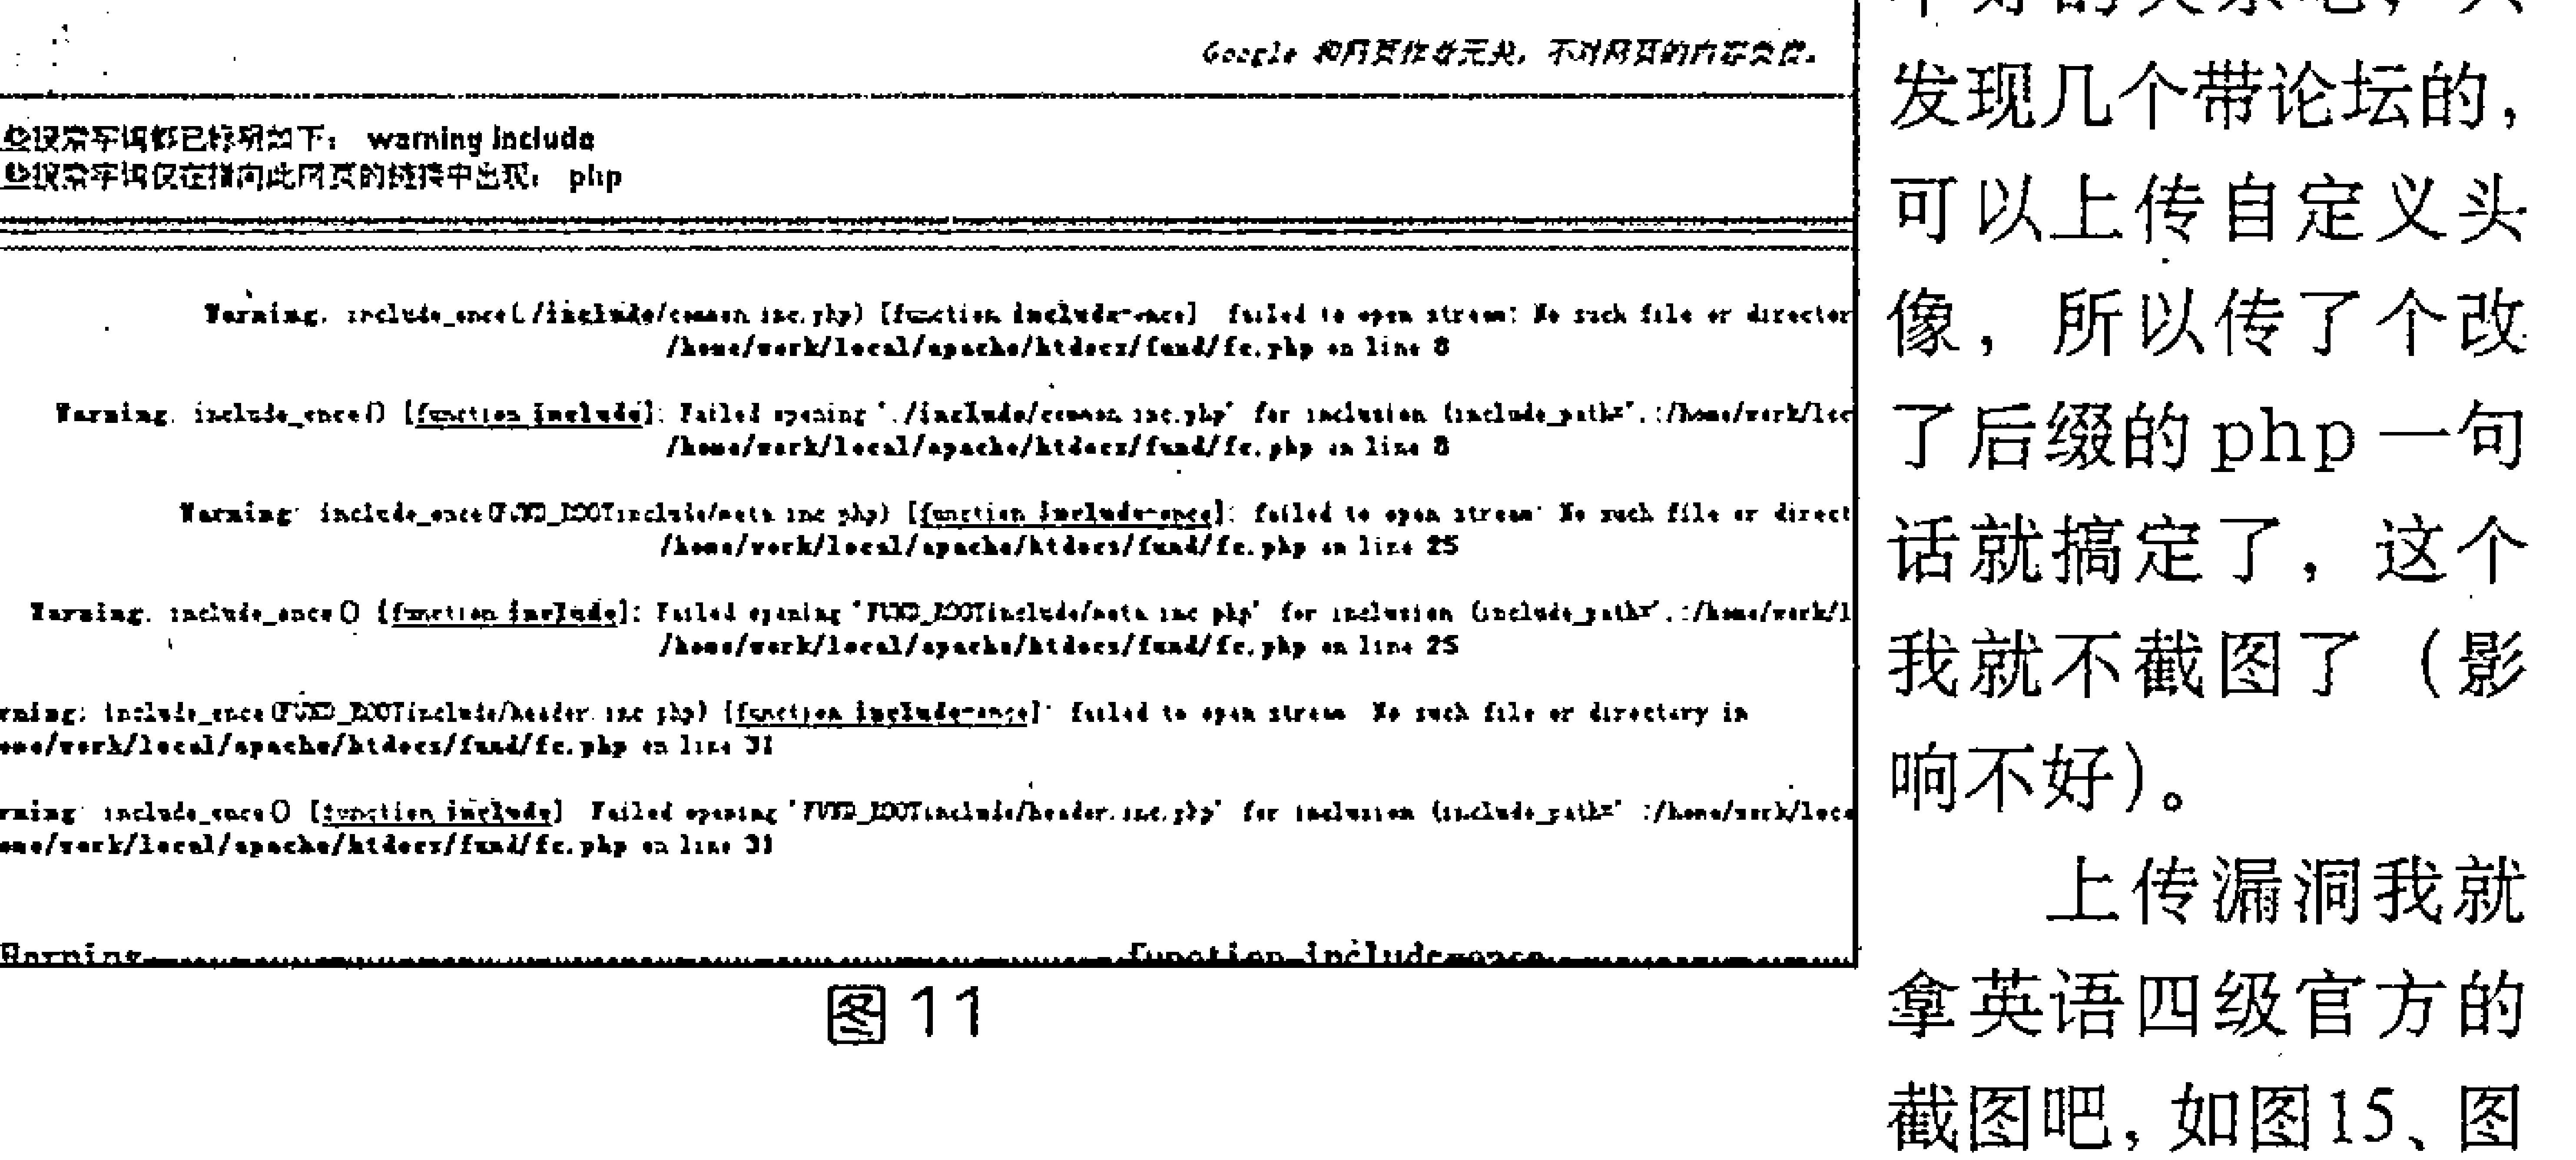 Google 和网页作者无关，不对网页的内容负责。
些搜索字词都已标明如下： warning include
些搜索字词仅在指向此网页的链接中出现： php
Warning: include_once(./include/common.inc.php) [function.include-once]: failed to open stream: No such file or director
/home/work/local/apache/htdocs/fund/fc.php on line 8
Warning: include_once() [function.include]: Failed opening './include/common.inc.php' for inclusion (include_path='.:/home/work/loc
/home/work/local/apache/htdocs/fund/fc.php on line 8
Warning: include_once(FUND_ROOTinclude/meta.inc.php) [function.include-once]: failed to open stream: No such file or direct
/home/work/local/apache/htdocs/fund/fc.php on line 25
Warning: include_once() [function.include]: Failed opening 'FUND_ROOTinclude/meta.inc.php' for inclusion (include_path='.:/home/work/l
/home/work/local/apache/htdocs/fund/fc.php on line 25
rning: include_once(FUND_ROOTinclude/header.inc.php) [function.include-once]: failed to open stream: No such file or directory in
ome/work/local/apache/htdocs/fund/fc.php on line 31
rning: include_once() [function.include]: Failed opening 'FUND_ROOTinclude/header.inc.php' for inclusion (include_path='.:/home/work/loca
ome/work/local/apache/htdocs/fund/fc.php on line 31
Warning function.include-once
图 11
发现几个带论坛的，
可以上传自定义头
像，所以传了个改
了后缀的 php 一句
话就搞定了，这个
我就不截图了（影
响不好）。
上传漏洞我就
拿英语四级官方的
截图吧，如图15、图